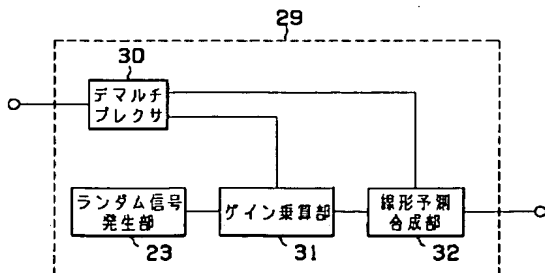 29
30
デマルチ
プレクサ
ランダム信号
発生部
ゲイン乗算部
線形予測
合成部
23
31
32